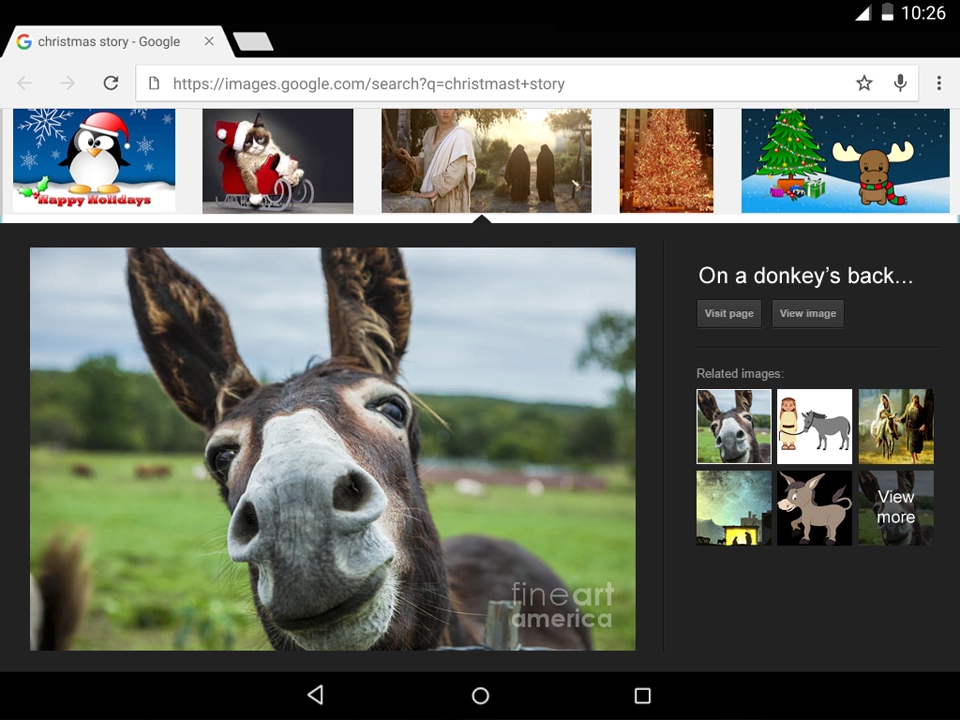 10:26
christmas story - Google
https://images.google.com/search?q=christmast+story
Happy Holidays
On a donkey’s back...
Visit page
View image
Related images:
View
more
fineart
america